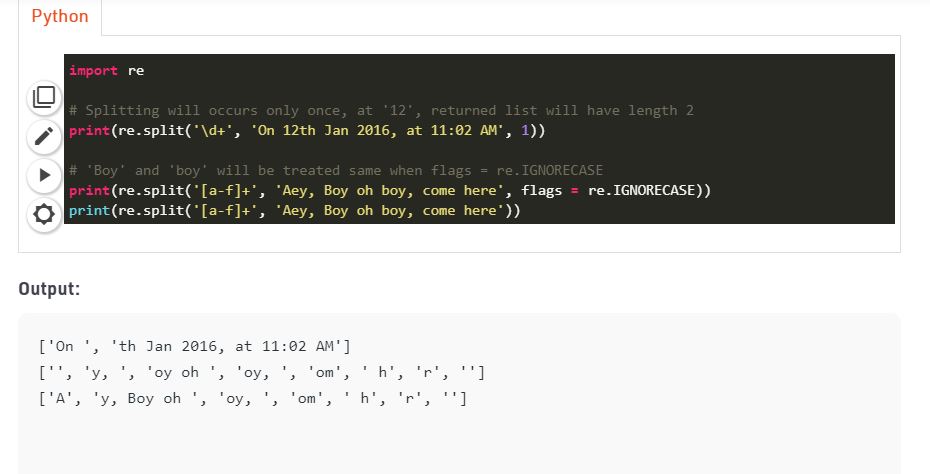 Python
import re
# Splitting will occurs only once, at '12', returned list will have length 2
print(re.split('\d+', 'On 12th Jan 2016, at 11:02 AM', 1))
# 'Boy' and 'boy' will be treated same when flags = re.IGNORECASE
print(re.split('[a-f]+', 'Aey, Boy oh boy, come here', flags = re.IGNORECASE))
print(re.split('[a-f]+', 'Aey, Boy oh boy, come here'))
Output:
['On ', 'th Jan 2016, at 11:02 AM']
['', 'y, ', 'oy oh ', 'oy, ', 'om', ' h', 'r', '']
['A', 'y, Boy oh ', 'oy, ', 'om', ' h', 'r', '']